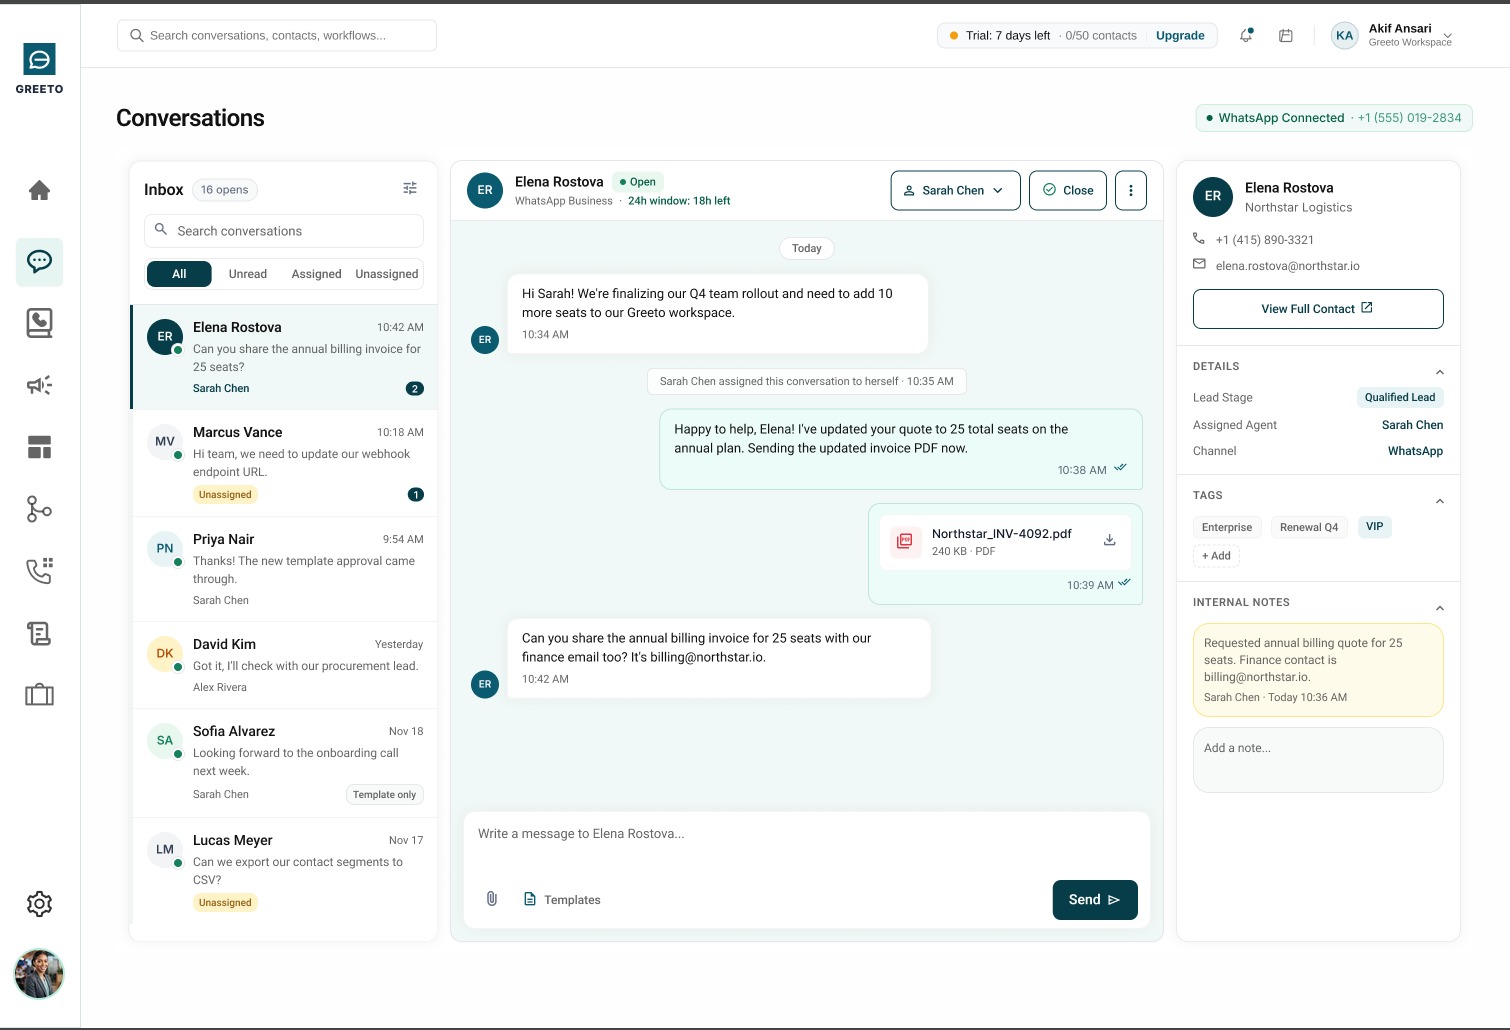 Search conversations, contacts, workflows...
Trial: 7 days left · 0/50 contacts Upgrade
KA
Akif Ansari
Greeto Workspace
GREETO
Conversations
WhatsApp Connected · +1 (555) 019-2834
Inbox 16 opens
Search conversations
All Unread Assigned Unassigned
ER
Elena Rostova 10:42 AM
Can you share the annual billing invoice for
25 seats?
Sarah Chen 2
MV
Marcus Vance 10:18 AM
Hi team, we need to update our webhook
endpoint URL.
Unassigned 1
PN
Priya Nair 9:54 AM
Thanks! The new template approval came
through.
Sarah Chen
DK
David Kim Yesterday
Got it, I'll check with our procurement lead.
Alex Rivera
SA
Sofia Alvarez Nov 18
Looking forward to the onboarding call
next week.
Sarah Chen Template only
LM
Lucas Meyer Nov 17
Can we export our contact segments to
CSV?
Unassigned
ER
Elena Rostova Open
WhatsApp Business · 24h window: 18h left
Sarah Chen
Close
Today
Hi Sarah! We're finalizing our Q4 team rollout and need to add 10
more seats to our Greeto workspace.
10:34 AM
ER
Sarah Chen assigned this conversation to herself · 10:35 AM
Happy to help, Elena! I've updated your quote to 25 total seats on the
annual plan. Sending the updated invoice PDF now.
10:38 AM
PDF
Northstar_INV-4092.pdf
240 KB · PDF
10:39 AM
Can you share the annual billing invoice for 25 seats with our
finance email too? It's billing@northstar.io.
10:42 AM
ER
Write a message to Elena Rostova...
Templates
Send
ER
Elena Rostova
Northstar Logistics
+1 (415) 890-3321
elena.rostova@northstar.io
View Full Contact
DETAILS
Lead Stage Qualified Lead
Assigned Agent Sarah Chen
Channel WhatsApp
TAGS
Enterprise Renewal Q4 VIP
+ Add
INTERNAL NOTES
Requested annual billing quote for 25
seats. Finance contact is
billing@northstar.io.
Sarah Chen · Today 10:36 AM
Add a note...